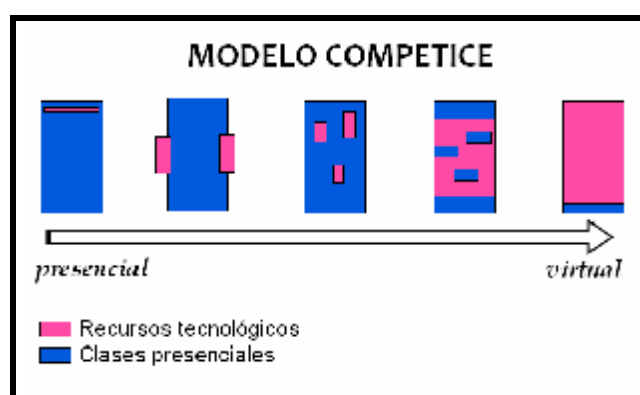 MODELO COMPETICE
presencial
virtual
Recursos tecnológicos
Clases presenciales